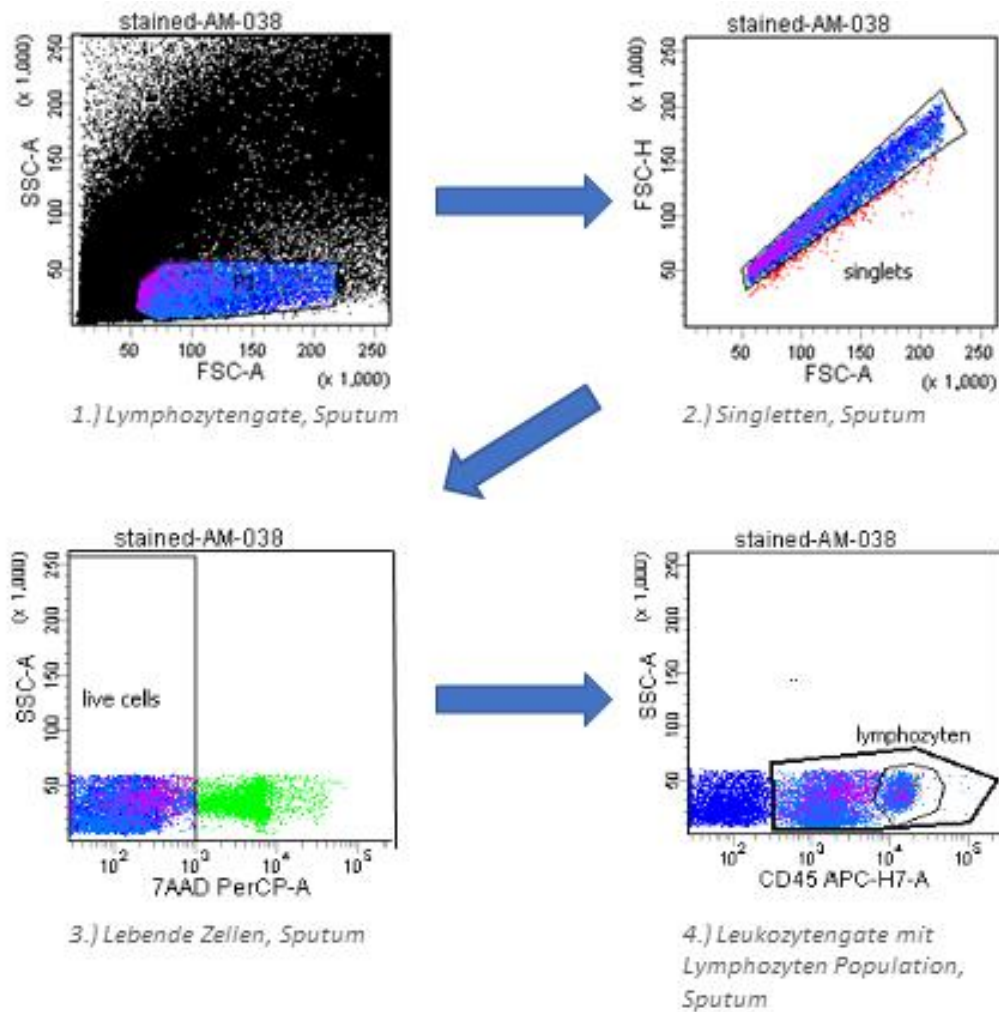 stained-AM-038
SSC-A
(x 1,000)
250
200
150
100
50
P1
50 100 150 200 250
FSC-A
(x 1,000)
1.) Lymphozytengate, Sputum
stained-AM-038
FSC-H
(x 1,000)
250
200
150
100
50
singlets
50 100 150 200 250
FSC-A
(x 1,000)
2.) Singletten, Sputum
stained-AM-038
SSC-A
(x 1,000)
250
200
150
100
50
live cells
10² 10³ 10⁴ 10⁵
7AAD PerCP-A
3.) Lebende Zellen, Sputum
stained-AM-038
SSC-A
(x 1,000)
250
200
150
100
50
lymphozyten
10² 10³ 10⁴ 10⁵
CD45 APC-H7-A
4.) Leukozytengate mit
Lymphozyten Population,
Sputum